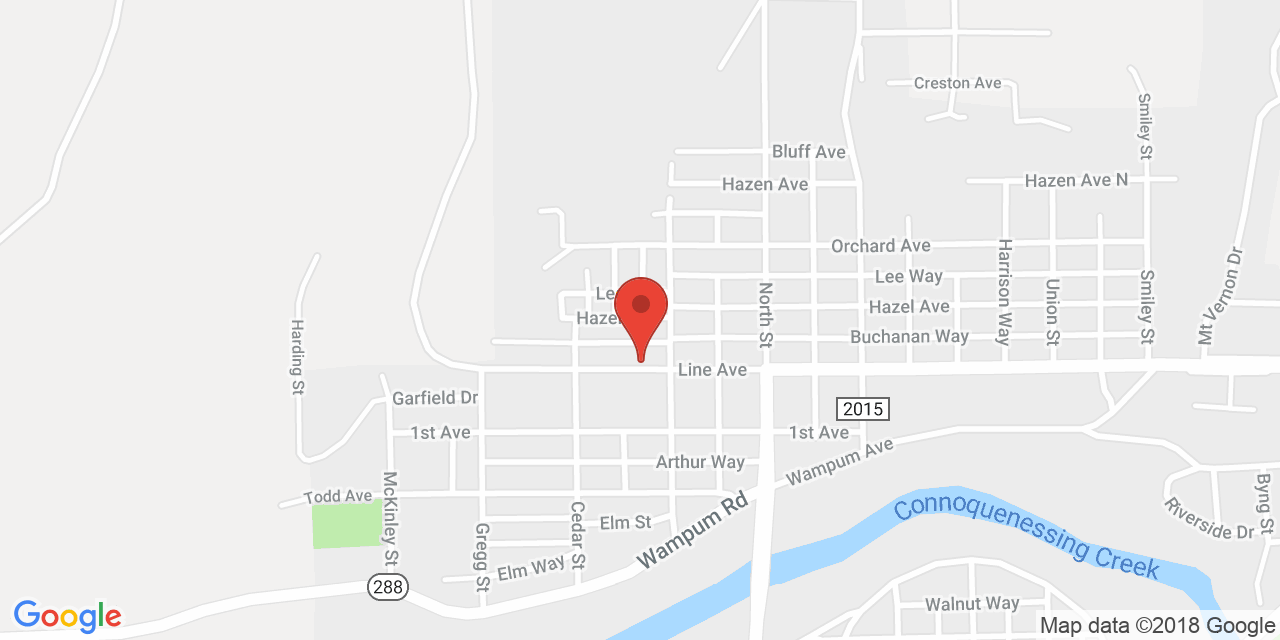 Creston Ave
Smiley St
Bluff Ave
Hazen Ave
Hazen Ave N
Orchard Ave
Harrison Way
Mt Vernon Dr
Lee Way
Union St
Smiley St
North St
Hazel Ave
Buchanan Way
Harding St
Line Ave
Garfield Dr
2015
1st Ave
1st Ave
Wampum Ave
Arthur Way
McKinley St
Todd Ave
Wampum Rd
Connoquenessing Creek
Riverside Dr
Byng St
Cedar St
Elm St
Gregg St
Elm Way
288
Walnut Way
Google
Map data ©2018 Google